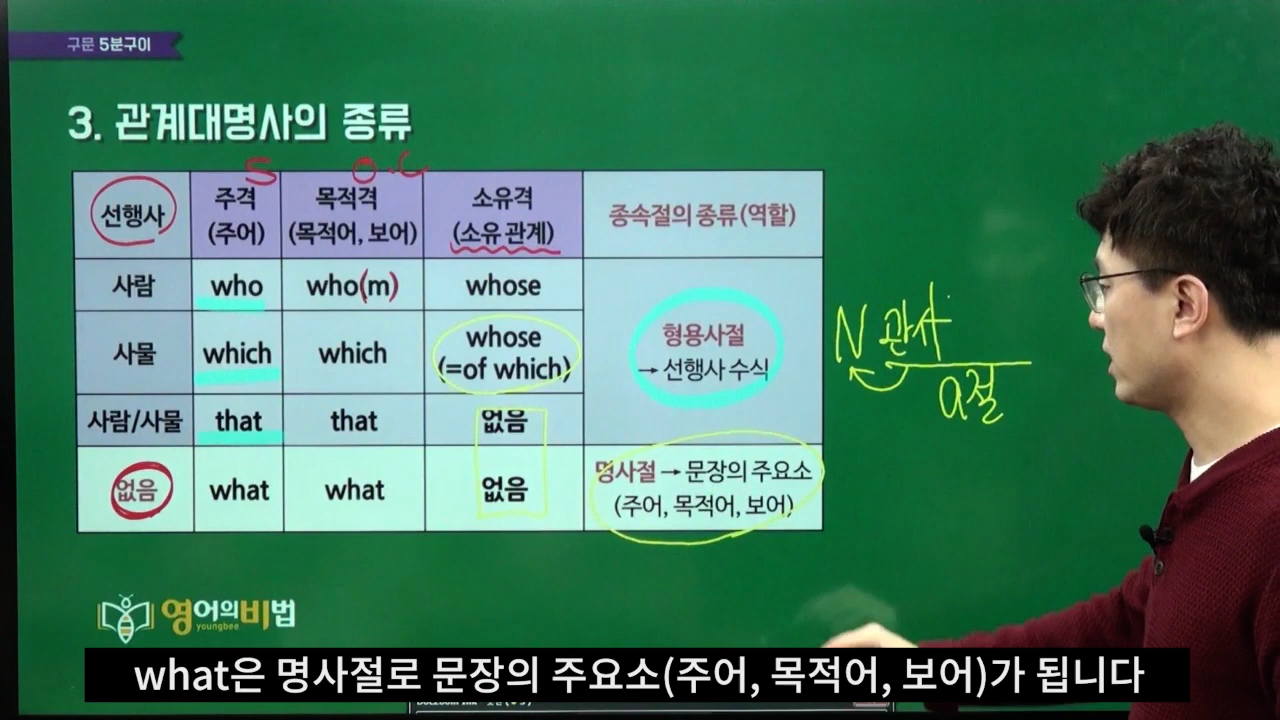 구문 5분구이
3. 관계대명사의 종류
S O.C
선행사 주격 (주어) 목적격 (목적어, 보어) 소유격 (소유 관계) 종속절의 종류 (역할)
사람 who who(m) whose
사물 which which whose (=of which)
형용사절
→ 선행사 수식
사람/사물 that that 없음
없음 what what 없음
명사절 → 문장의 주요소
(주어, 목적어, 보어)
N 관사
a절
영어의비법
youngbee
what은 명사절로 문장의 주요소(주어, 목적어, 보어)가 됩니다